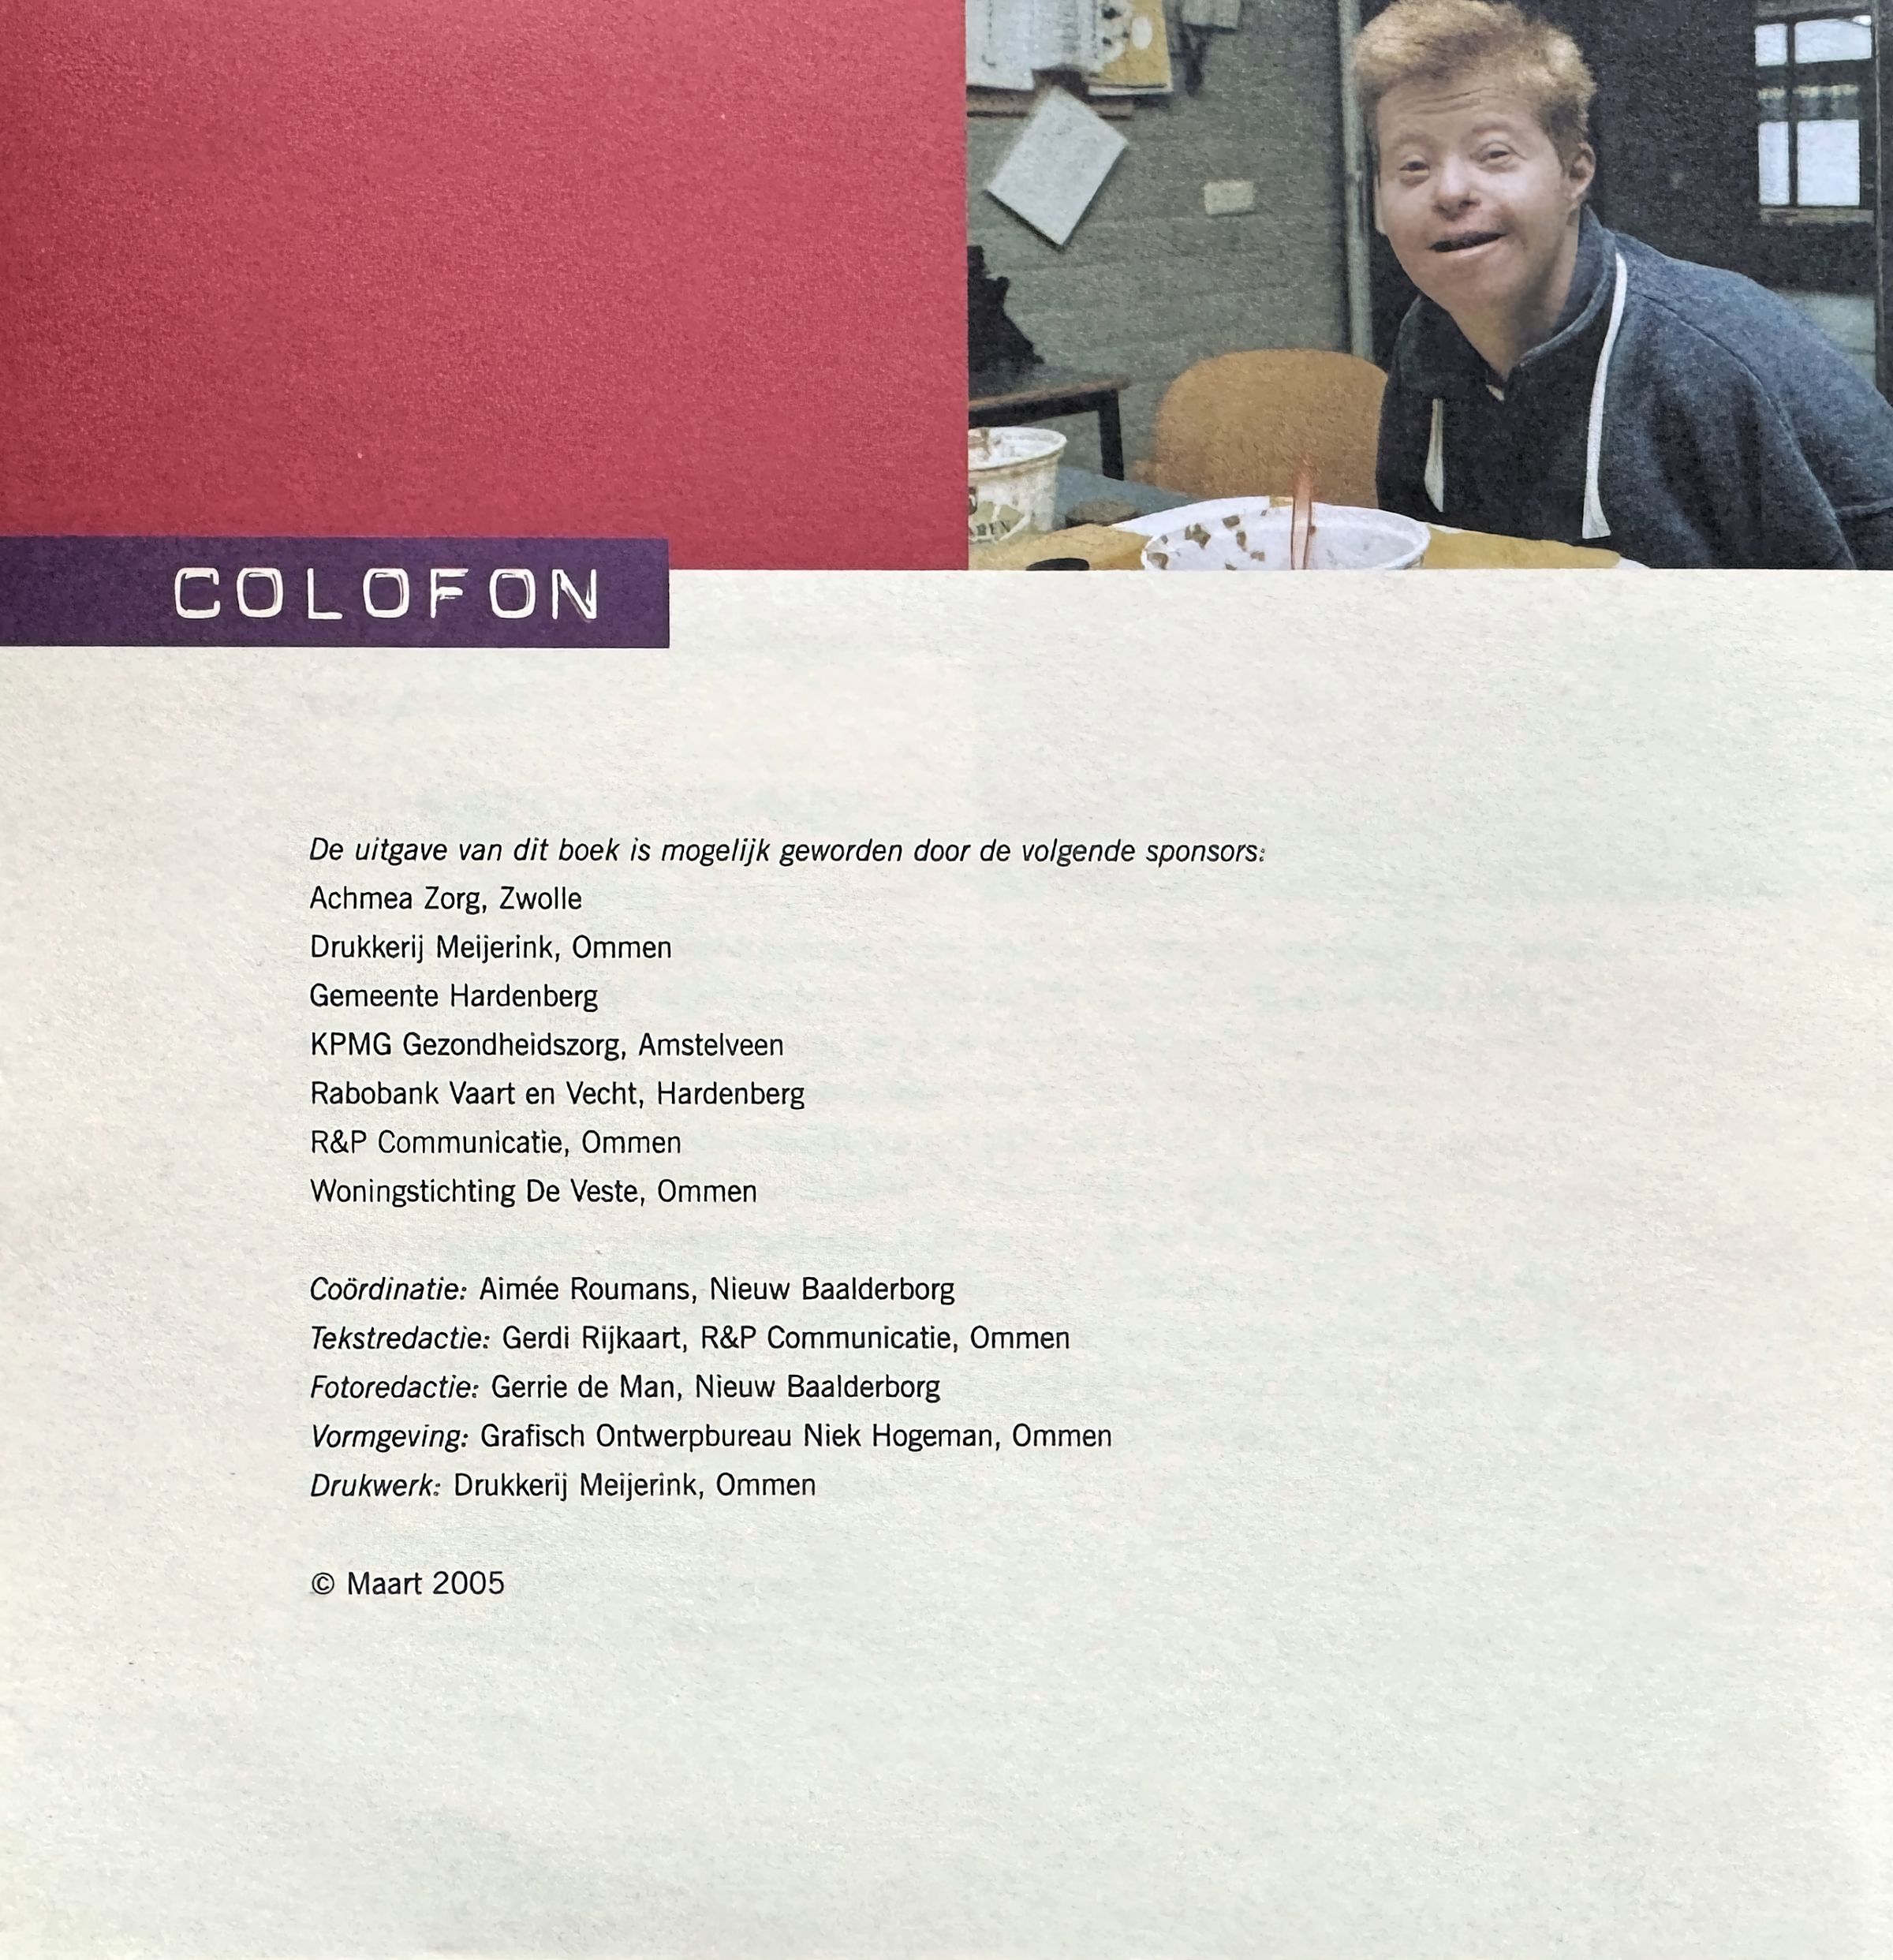 COLOFON
De uitgave van dit boek is mogelijk geworden door de volgende sponsors:
Achmea Zorg, Zwolle
Drukkerij Meijerink, Ommen
Gemeente Hardenberg
KPMG Gezondheidszorg, Amstelveen
Rabobank Vaart en Vecht, Hardenberg
R&P Communicatie, Ommen
Woningstichting De Veste, Ommen
Coördinatie: Aimée Roumans, Nieuw Baalderborg
Tekstredactie: Gerdi Rijkaart, R&P Communicatie, Ommen
Fotoredactie: Gerrie de Man, Nieuw Baalderborg
Vormgeving: Grafisch Ontwerpbureau Niek Hogeman, Ommen
Drukwerk: Drukkerij Meijerink, Ommen
© Maart 2005